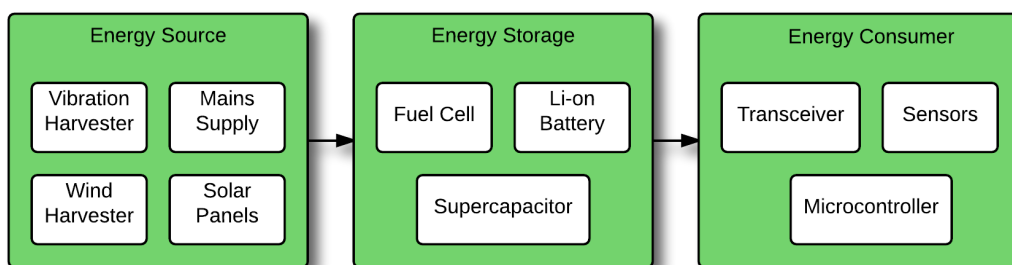 Energy Source
Vibration
Harvester
Mains
Supply
Wind
Harvester
Solar
Panels
Energy Storage
Fuel Cell
Li-on
Battery
Supercapacitor
Energy Consumer
Transceiver
Sensors
Microcontroller